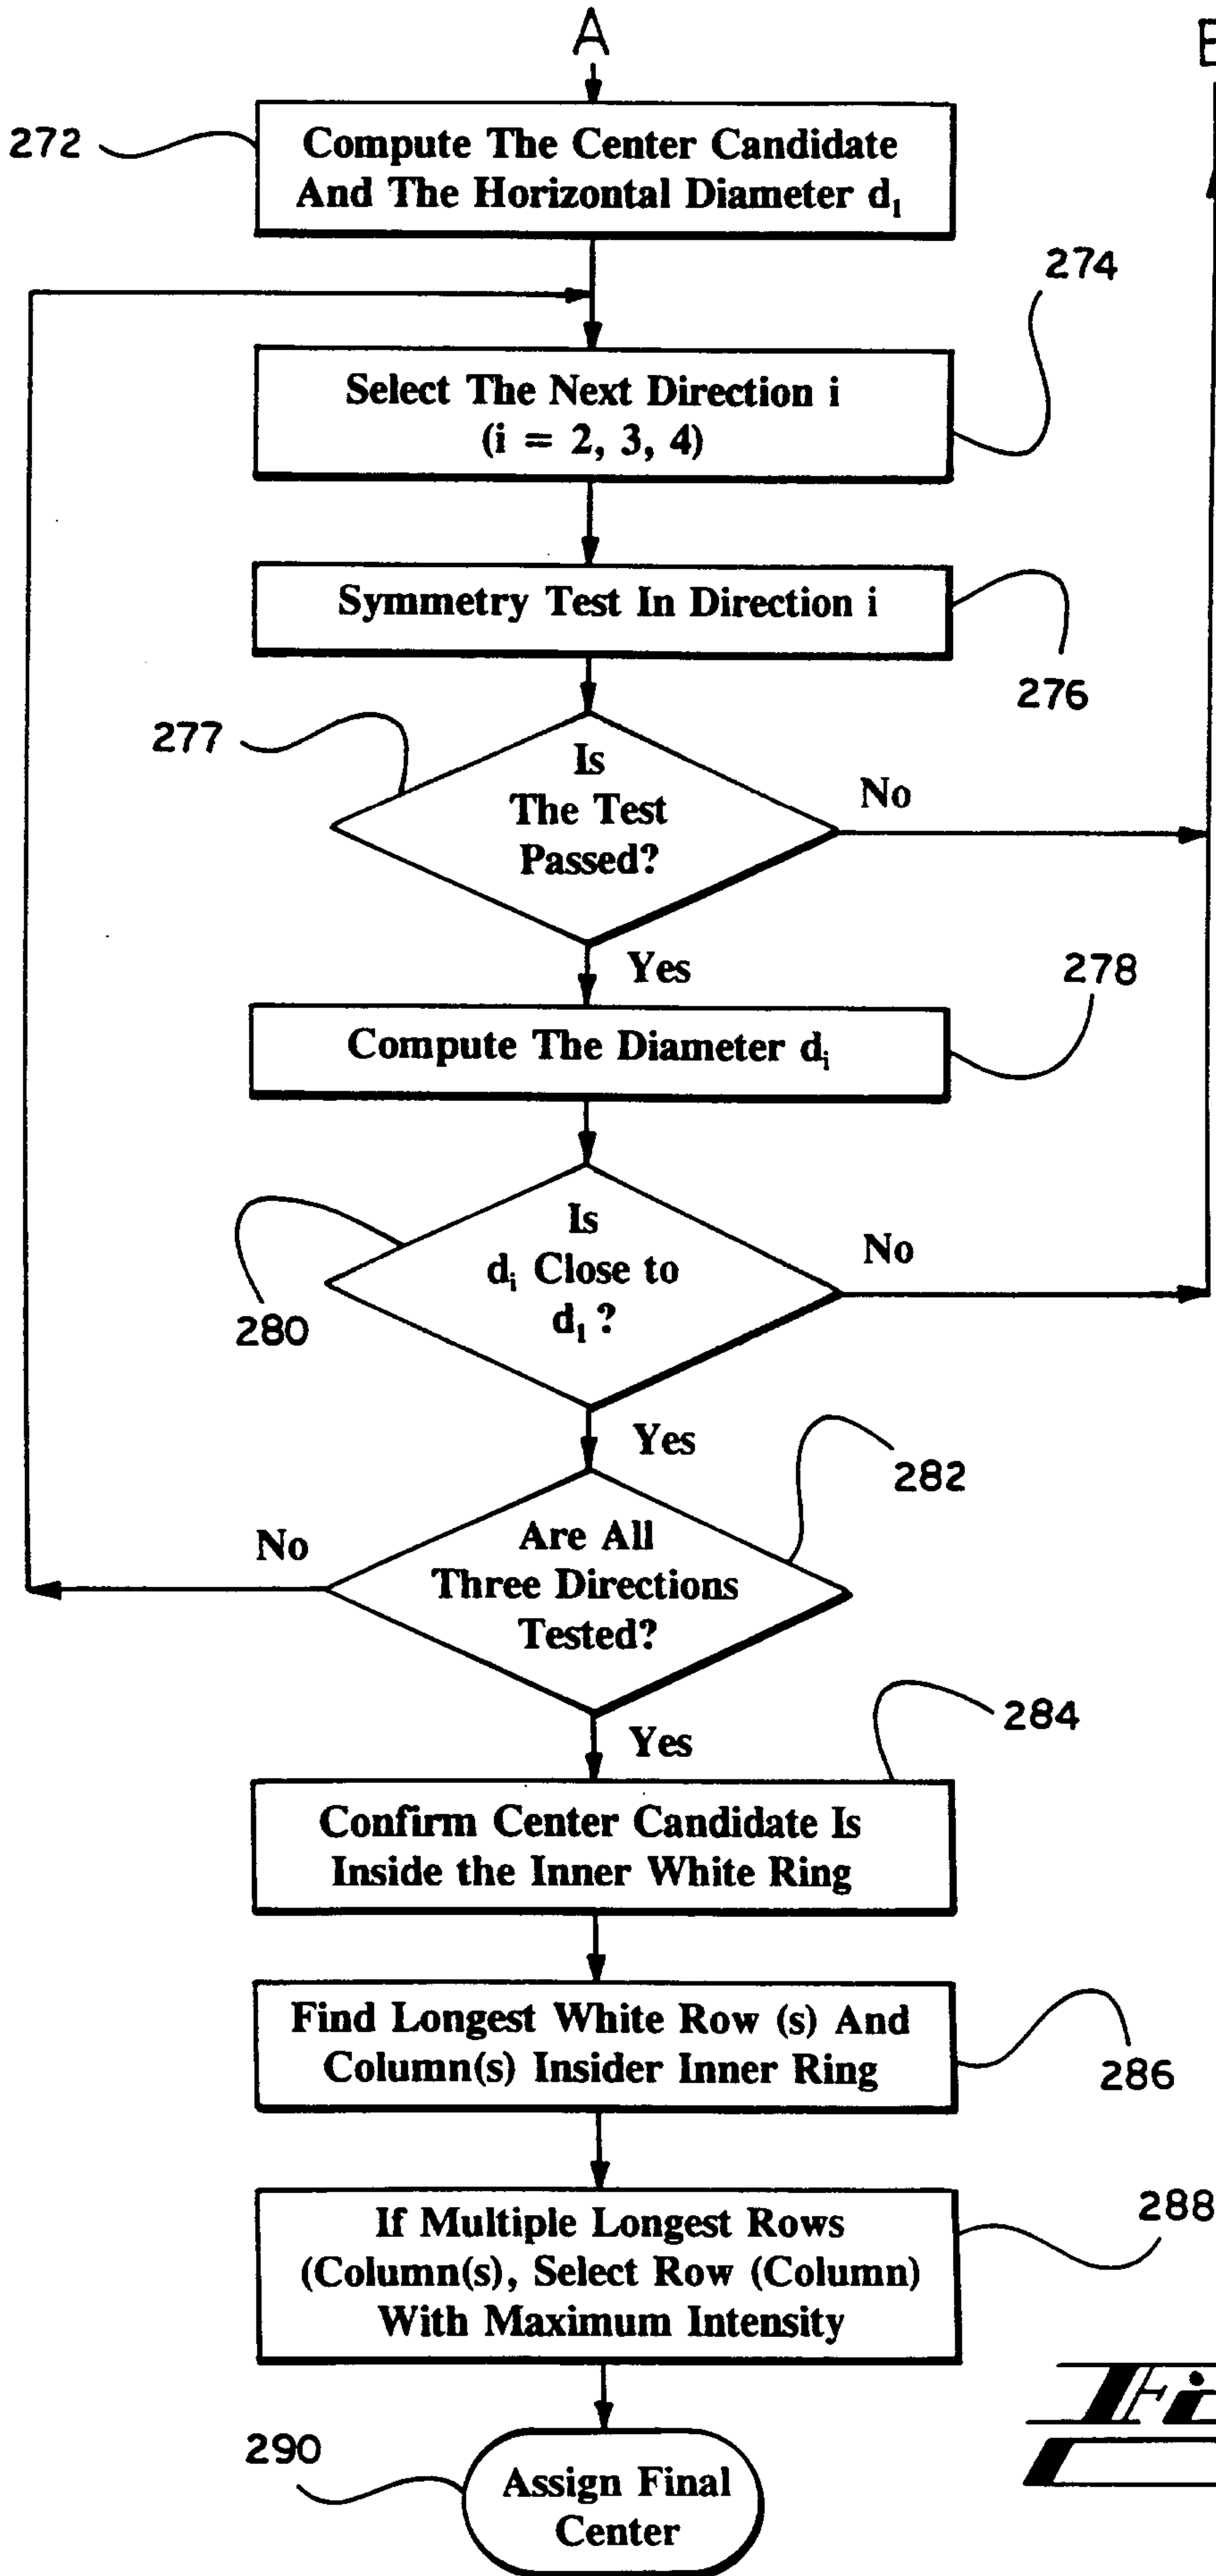 A
272
Compute The Center Candidate
And The Horizontal Diameter d₁
274
Select The Next Direction i
(i = 2, 3, 4)
Symmetry Test In Direction i
276
277
Is
The Test
Passed?
No
Yes
278
Compute The Diameter dᵢ
Is
dᵢ Close to
d₁ ?
No
280
Yes
282
Are All
Three Directions
Tested?
No
Yes
284
Confirm Center Candidate Is
Inside the Inner White Ring
Find Longest White Row (s) And
Column(s) Insider Inner Ring
286
288
If Multiple Longest Rows
(Column(s), Select Row (Column)
With Maximum Intensity
290
Assign Final
Center